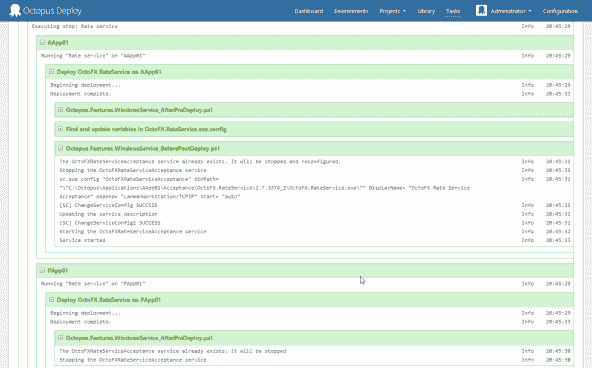 Octopus Deploy
Dashboard Environments Projects Library Tasks Administrator Configuration
Executing step: Rate service Info 20:45:29
AApp01
Running "Rate service" on "AApp01" Info 20:45:29
Deploy OctoFX.RateService on AApp01
Beginning deployment... Info 20:45:29
Deployment complete. Info 20:45:33
Octopus.Features.WindowsService_AfterPreDeploy.ps1
Find and update variables in OctoFX.RateService.exe.config
Octopus.Features.WindowsService_BeforePostDeploy.ps1
The OctoFXRateServiceAcceptance service already exists. It will be stopped and reconfigured. Info 20:45:31
Stopping the OctoFXRateServiceAcceptance service Info 20:45:31
sc.exe config "OctoFXRateServiceAcceptance" binPath= Info 20:45:31
"\"C:\Octopus\Applications\AApp01\Acceptance\OctoFX.RateService\2.7.3374_2\OctoFX.RateService.exe\"" DisplayName= "OctoFX Rate Service
Acceptance" depend= "LanmanWorkstation/TCPIP" start= "auto"
[SC] ChangeServiceConfig SUCCESS Info 20:45:31
Updating the service description Info 20:45:31
[SC] ChangeServiceConfig2 SUCCESS Info 20:45:31
Starting the OctoFXRateServiceAcceptance service Info 20:45:32
Service started Info 20:45:33
PApp01
Running "Rate service" on "PApp01" Info 20:45:29
Deploy OctoFX.RateService on PApp01
Beginning deployment... Info 20:45:29
Deployment complete. Info 20:45:33
Octopus.Features.WindowsService_AfterPreDeploy.ps1
The OctoFXRateServiceAcceptance service already exists; it will be stopped Info 20:45:30
Stopping the OctoFXRateServiceAcceptance service Info 20:45:30